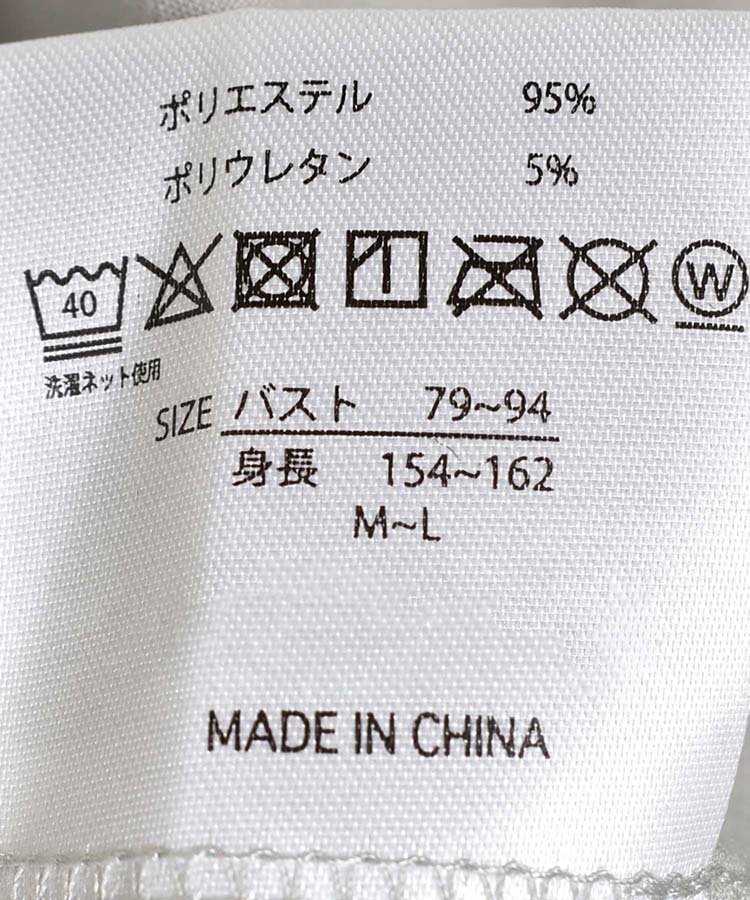 ポリエステル 95%
ポリウレタン 5%
40
W
洗濯ネット使用
SIZE バスト 79~94
身長 154~162
M~L
MADE IN CHINA